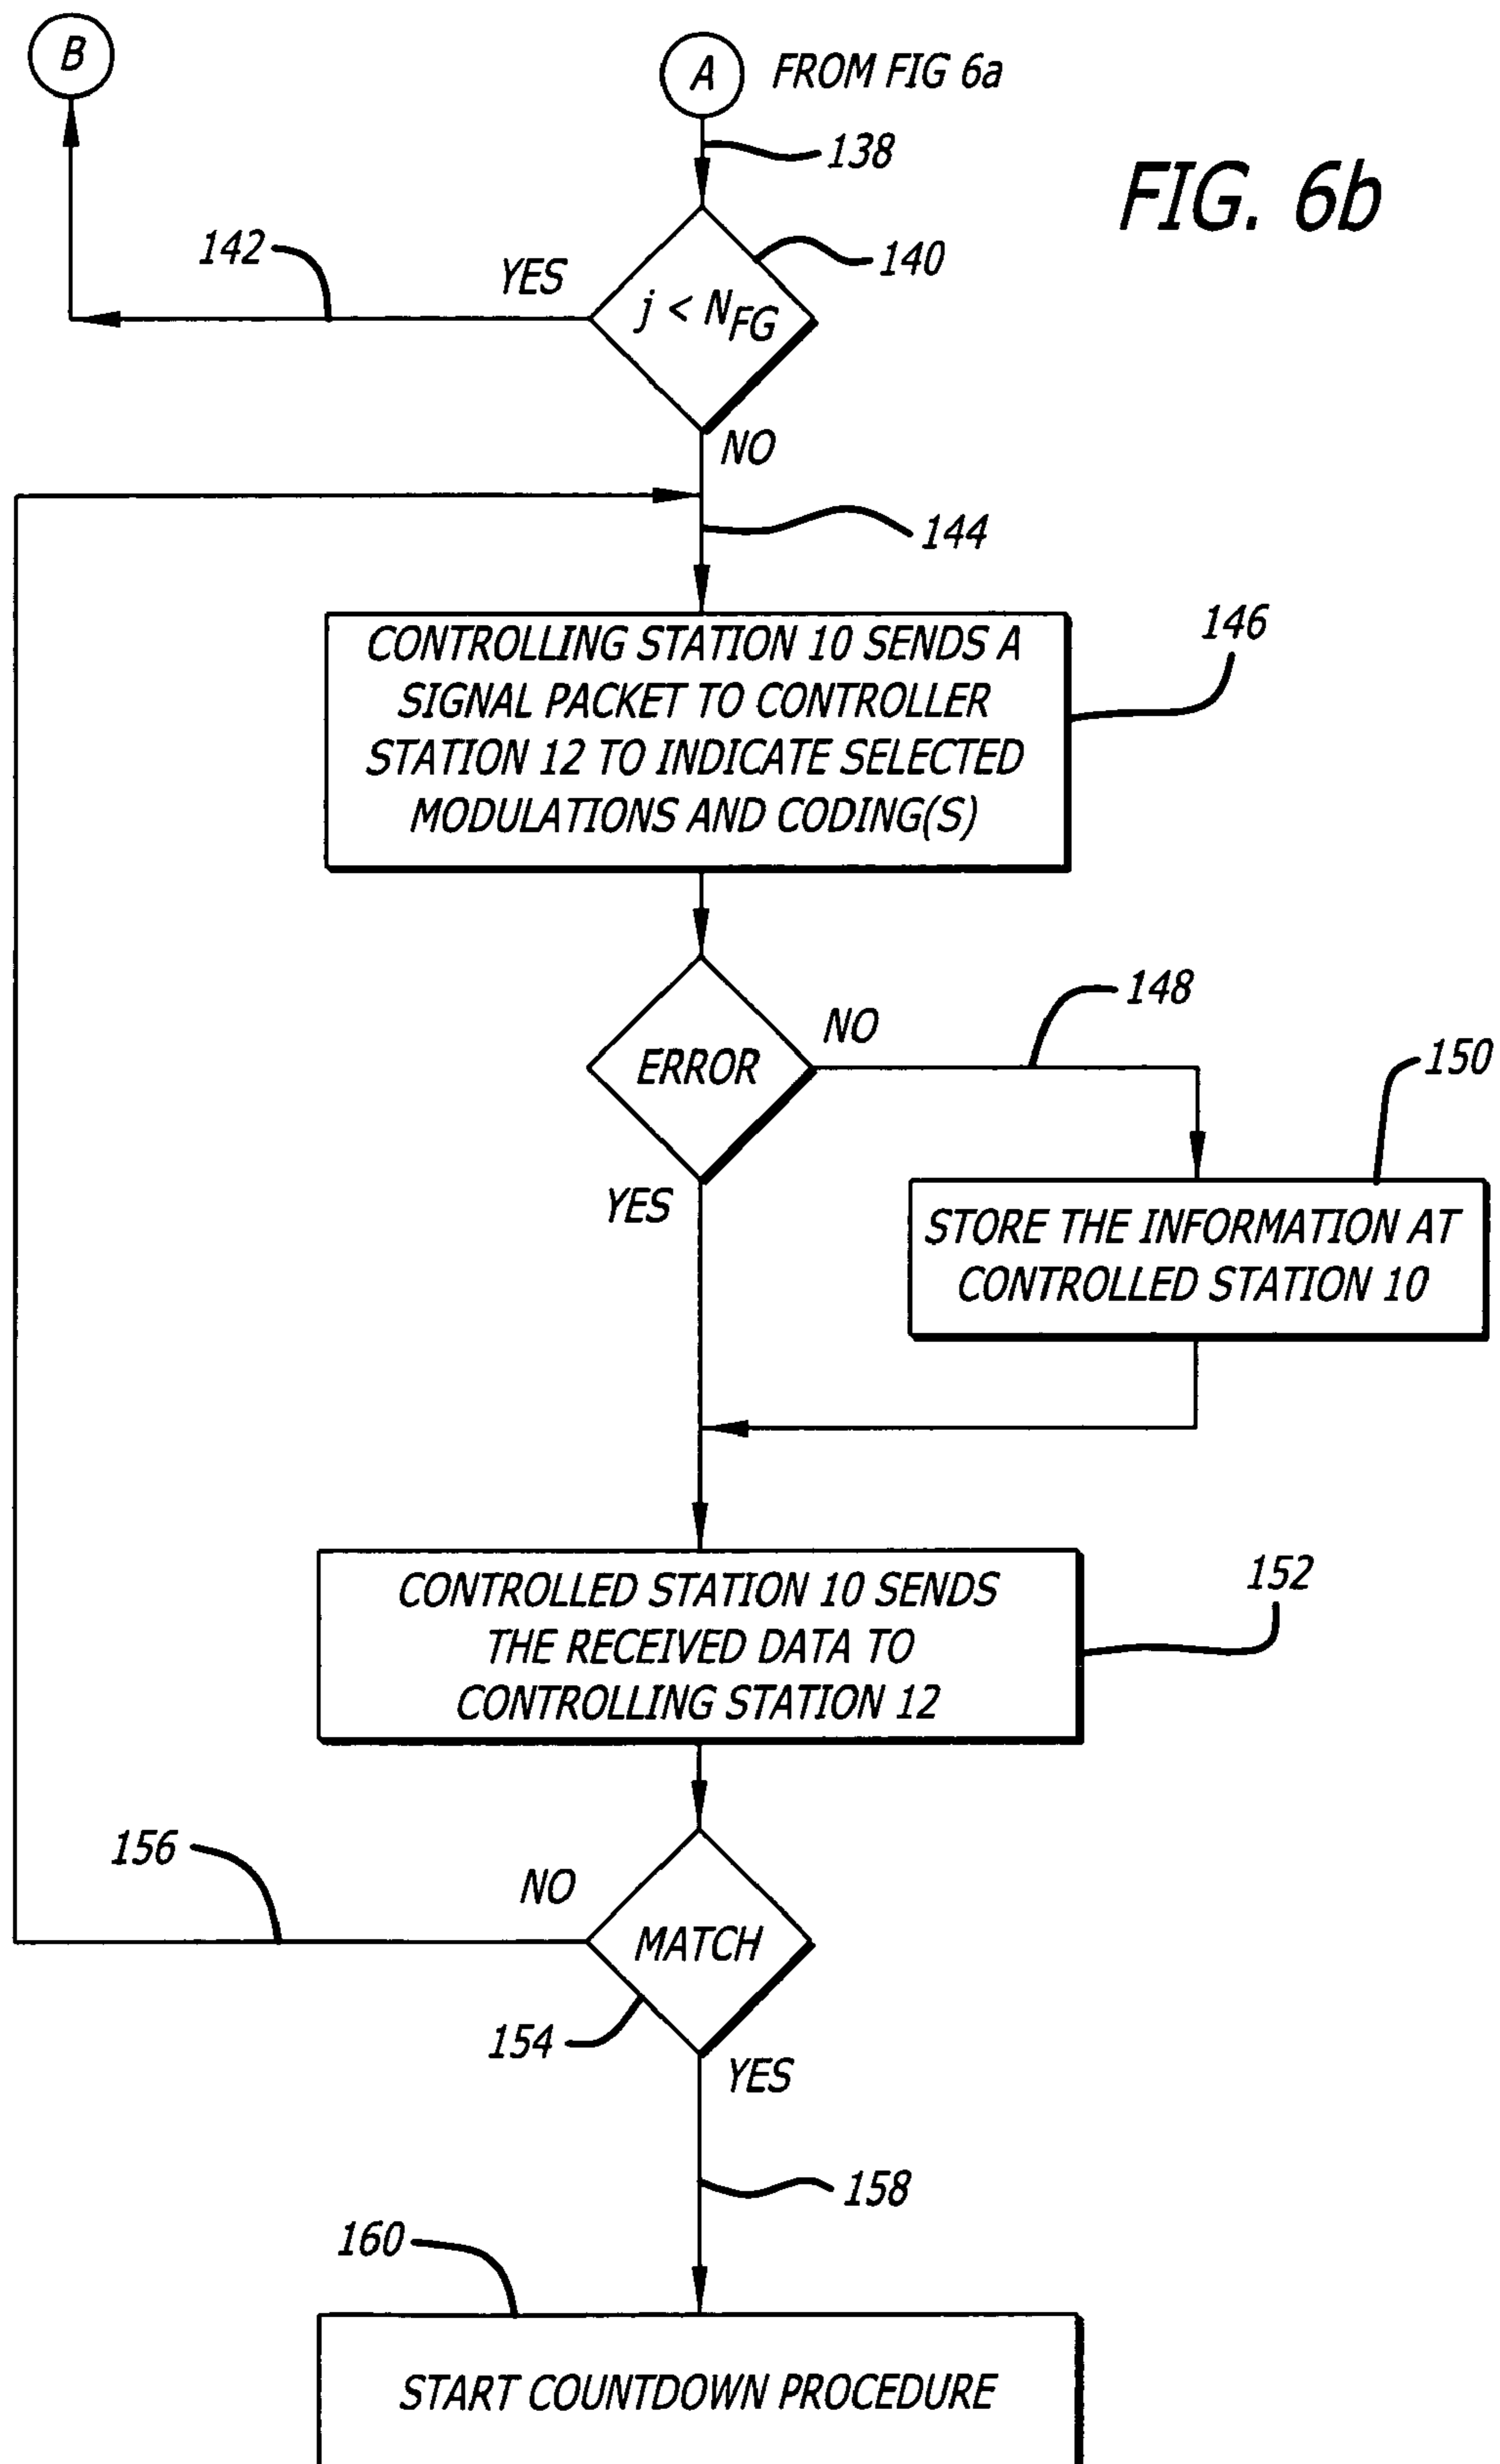 B
A FROM FIG 6a
138
FIG. 6b
142
YES
140
j < NFG
NO
144
146
CONTROLLING STATION 10 SENDS A
SIGNAL PACKET TO CONTROLLER
STATION 12 TO INDICATE SELECTED
MODULATIONS AND CODING(S)
148
NO
ERROR
150
YES
STORE THE INFORMATION AT
CONTROLLED STATION 10
152
CONTROLLED STATION 10 SENDS
THE RECEIVED DATA TO
CONTROLLING STATION 12
156
NO
MATCH
154
YES
158
160
START COUNTDOWN PROCEDURE